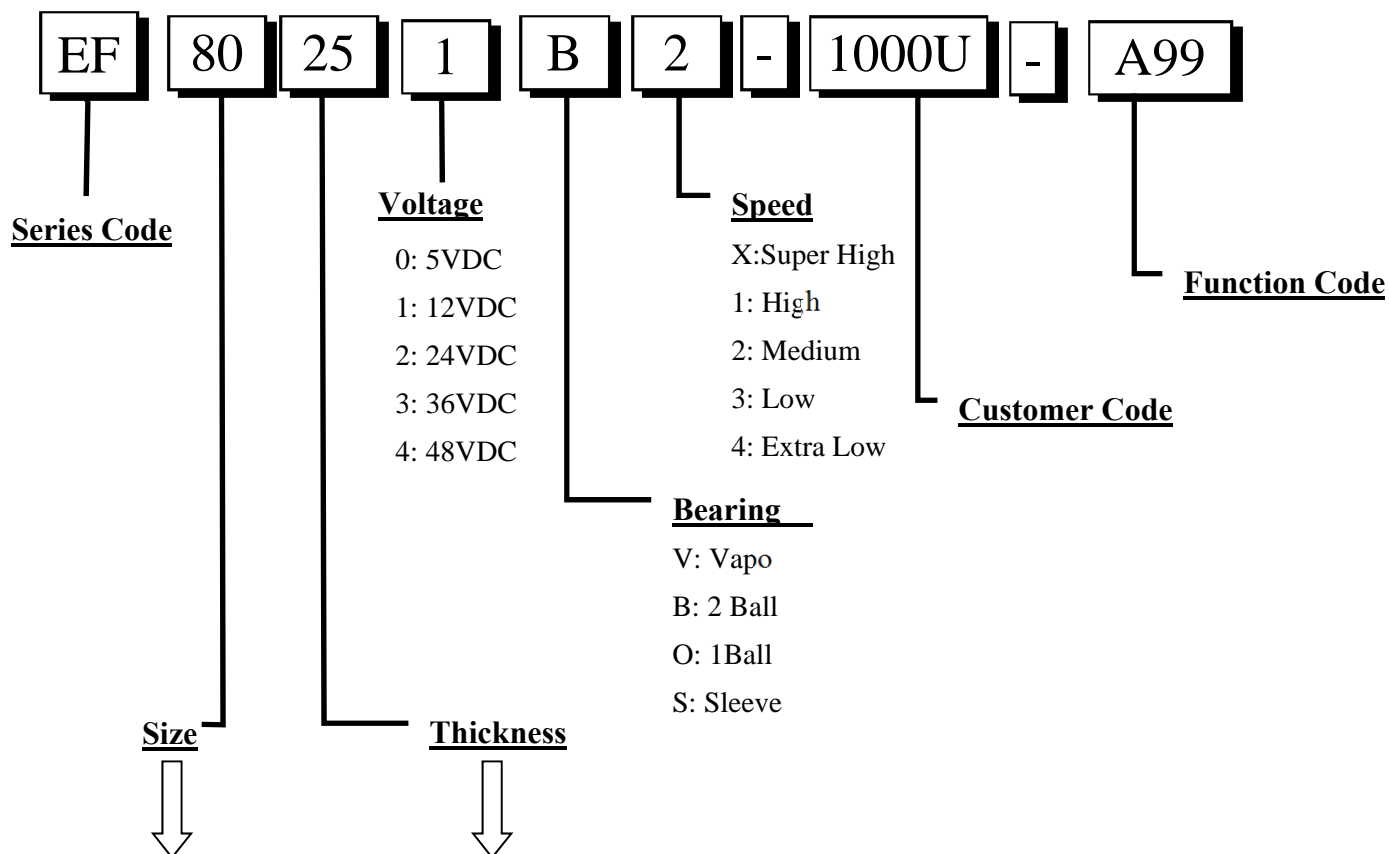 EF 80 25 1 B 2 - 1000U - A99
Series Code
Voltage
0: 5VDC
1: 12VDC
2: 24VDC
3: 36VDC
4: 48VDC
Speed
X:Super High
1: High
2: Medium
3: Low
4: Extra Low
Function Code
Customer Code
Bearing
V: Vapo
B: 2 Ball
O: 1Ball
S: Sleeve
Size
Thickness